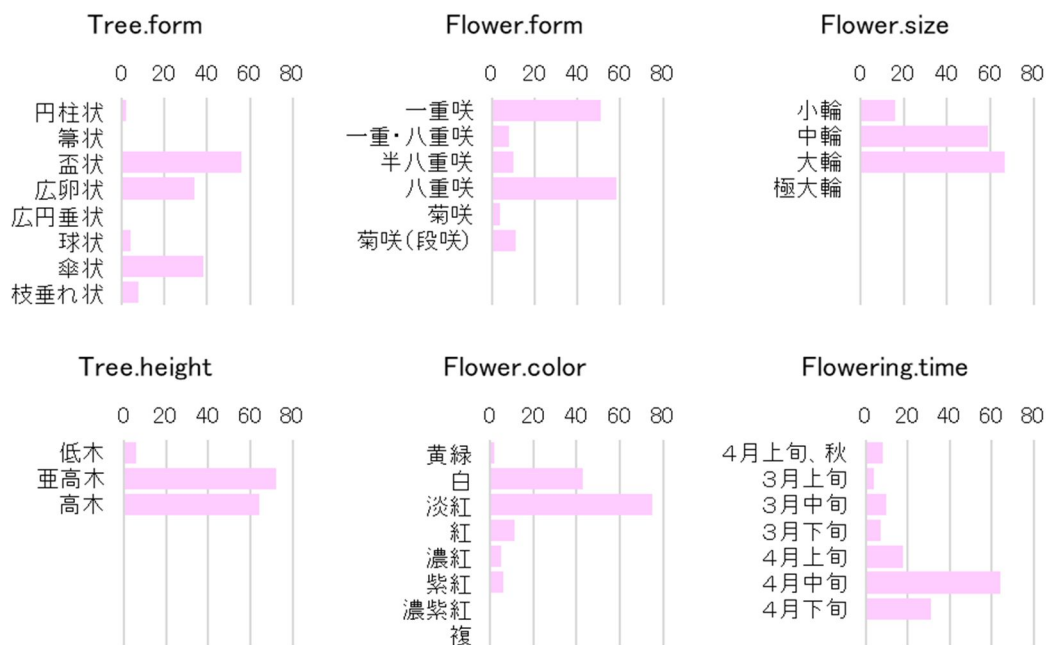 Tree.form
0 20 40 60 80
円柱状
箒状
盃状
広卵状
広円垂状
球状
傘状
枝垂れ状
Flower.form
0 20 40 60 80
一重咲
一重・八重咲
半八重咲
八重咲
菊咲
菊咲(段咲)
Flower.size
0 20 40 60 80
小輪
中輪
大輪
極大輪
Tree.height
0 20 40 60 80
低木
亜高木
高木
Flower.color
0 20 40 60 80
黄緑
白
淡紅
紅
濃紅
紫紅
濃紫紅
複
Flowering.time
0 20 40 60 80
4月上旬、秋
3月上旬
3月中旬
3月下旬
4月上旬
4月中旬
4月下旬